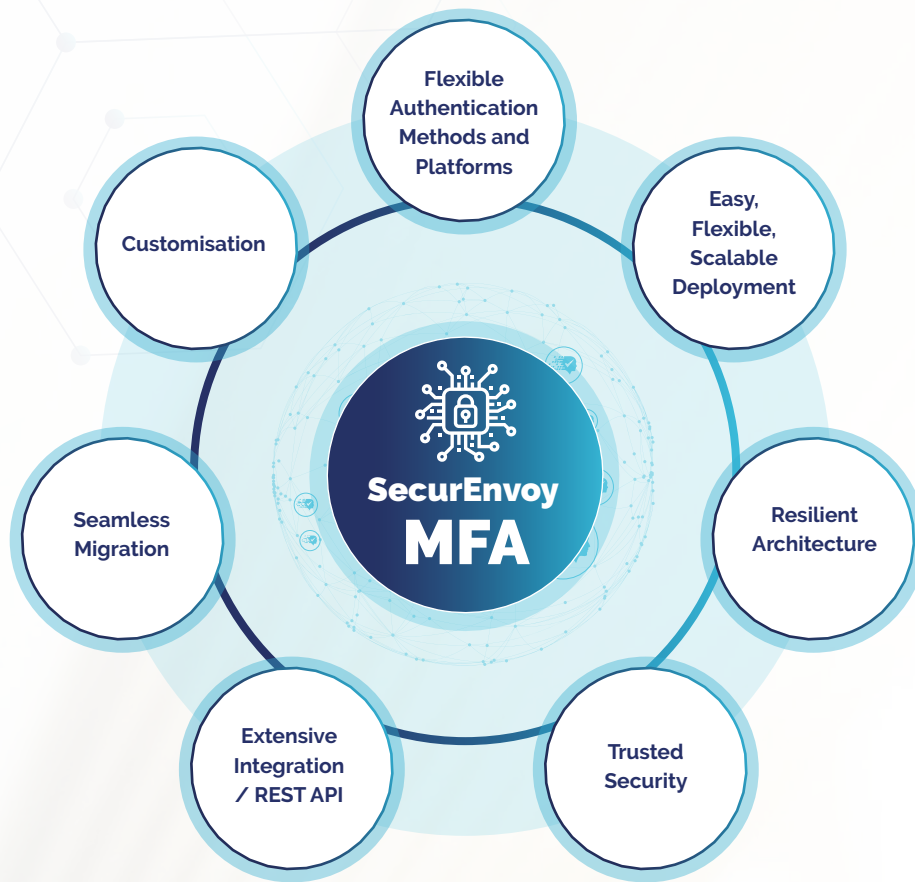 Flexible
Authentication
Methods and
Platforms
Easy,
Flexible,
Scalable
Deployment
Resilient
Architecture
Trusted
Security
Extensive
Integration
/ REST API
Seamless
Migration
Customisation
SecurEnvoy
MFA